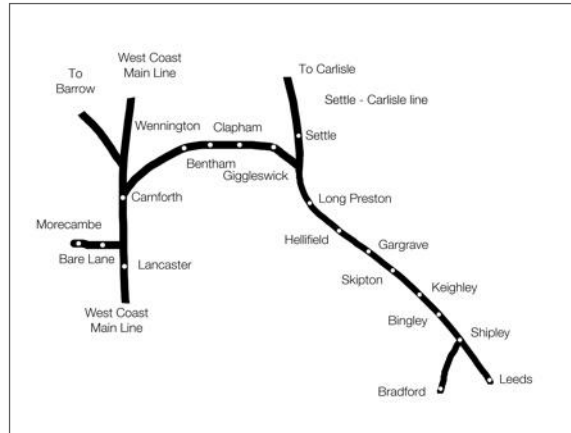 West Coast
Main Line
To
Barrow
To Carlisle
Settle - Carlisle line
Wennington
Clapham
Settle
Bentham
Giggleswick
Carnforth
Long Preston
Morecambe
Hellifield
Gargrave
Bare Lane
Lancaster
Skipton
Keighley
West Coast
Main Line
Bingley
Shipley
Bradford
Leeds